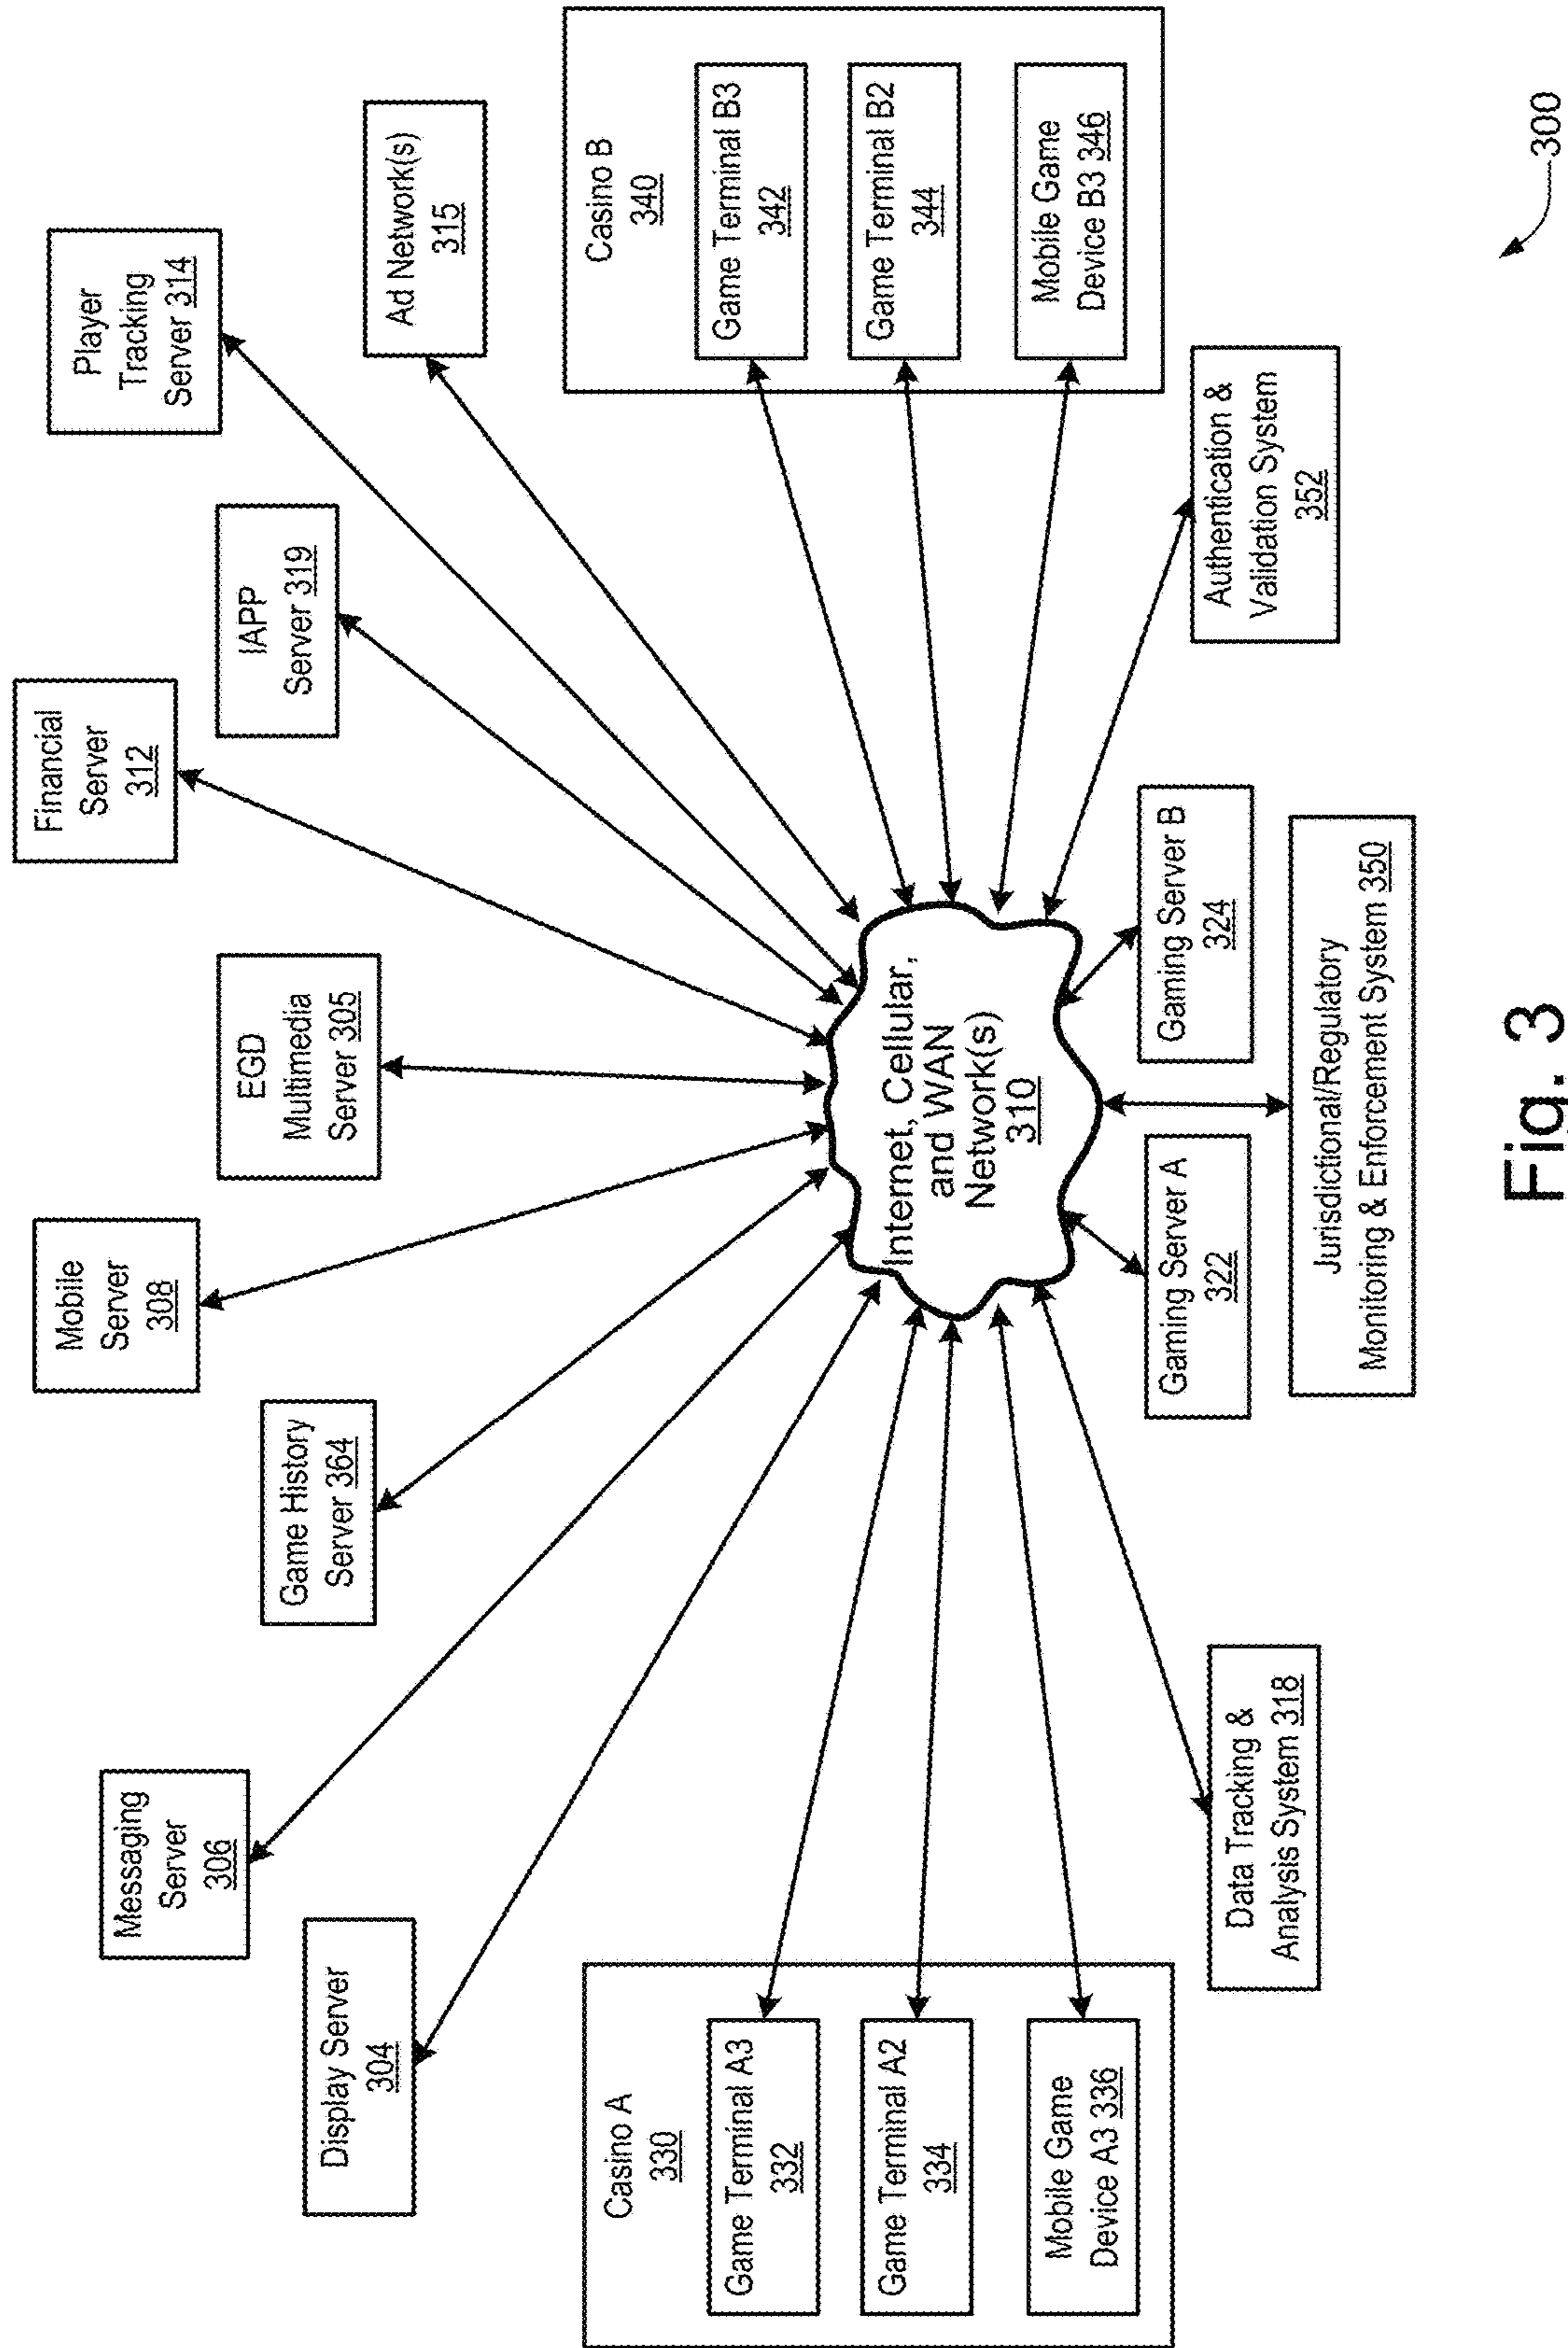 Financial
Server
312
Mobile
Server
308
Player
Tracking
Server 314
Messaging
Server
306
EGD
Multimedia
Server 305
IAPP
Server 319
Game History
Server 364
Display Server
304
Ad Network(s)
315
Casino A
330
Game Terminal A3
332
Game Terminal A2
334
Mobile Game
Device A3 336
Internet, Cellular,
and WAN
Network(s)
310
Casino B
340
Game Terminal B3
342
Game Terminal B2
344
Mobile Game
Device B3 346
Gaming Server A
322
Gaming Server B
324
Data Tracking &
Analysis System 318
Authentication &
Validation System
352
Jurisdictional/Regulatory
Monitoring & Enforcement System 350
300
Fig. 3